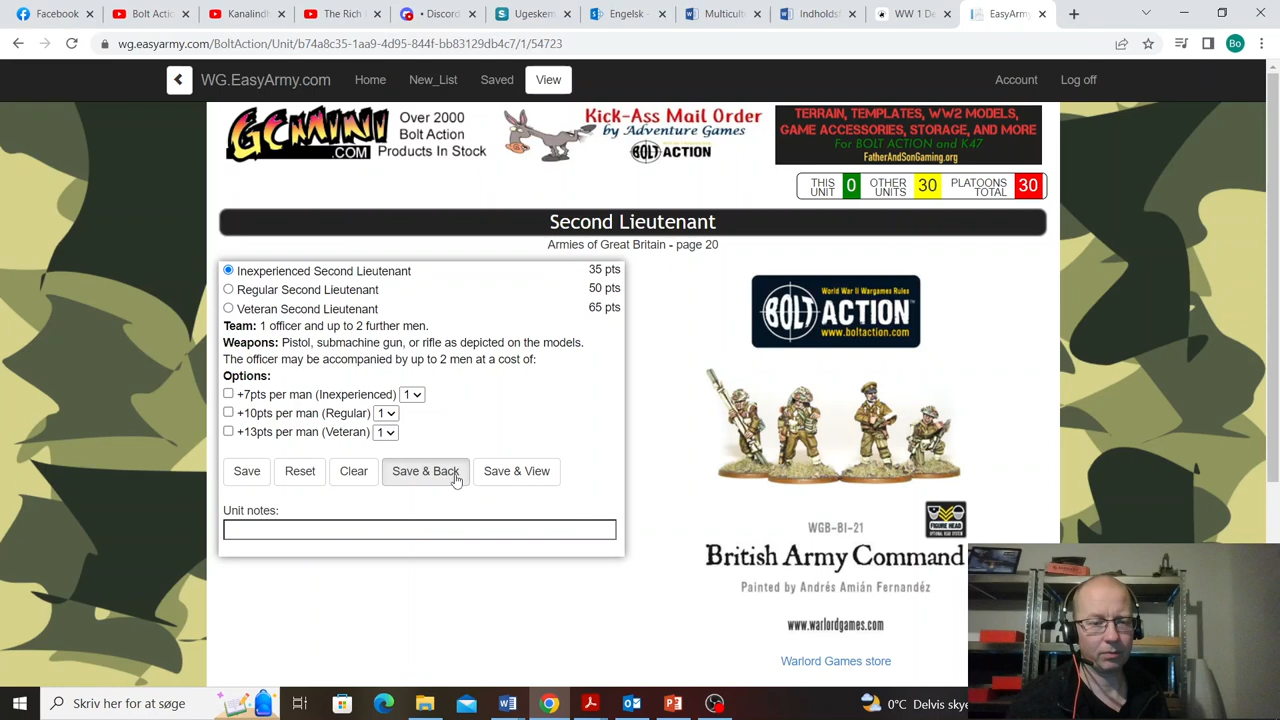 Facebook
Bolt Actio
Kanalindh
The Rich
• Discord
Ugeskem
Engelsk -
Multicult
Indholdsf
WW 1 De
EasyArmy
wg.easyarmy.com/BoltAction/Unit/b74a8c35-1aa9-4d95-844f-bb83129db4c7/1/54723
Bo
WG.EasyArmy.com
Home
New_List
Saved
View
Account
Log off
GCMINI
.COM
Over 2000
Bolt Action
Products In Stock
Kick-Ass Mail Order
by Adventure Games
BOLT ACTION
TERRAIN, TEMPLATES, WW2 MODELS,
GAME ACCESSORIES, STORAGE, AND MORE
For BOLT ACTION and K47
FatherAndSonGaming.org
THIS UNIT 0 OTHER UNITS 30 PLATOONS TOTAL 30
Second Lieutenant
Armies of Great Britain - page 20
Inexperienced Second Lieutenant 35 pts
Regular Second Lieutenant 50 pts
Veteran Second Lieutenant 65 pts
Team: 1 officer and up to 2 further men.
Weapons: Pistol, submachine gun, or rifle as depicted on the models.
The officer may be accompanied by up to 2 men at a cost of:
Options:
+7pts per man (Inexperienced) 1
+10pts per man (Regular) 1
+13pts per man (Veteran) 1
Save
Reset
Clear
Save & Back
Save & View
Unit notes:
World War II Wargames Rules
BOLT ACTION
www.boltaction.com
WGB-BI-21
FIGURE HEAD
British Army Command
Painted by Andrés Amián Fernandéz
www.warlordgames.com
Warlord Games store
Skriv her for at søge
0°C Delvis skye